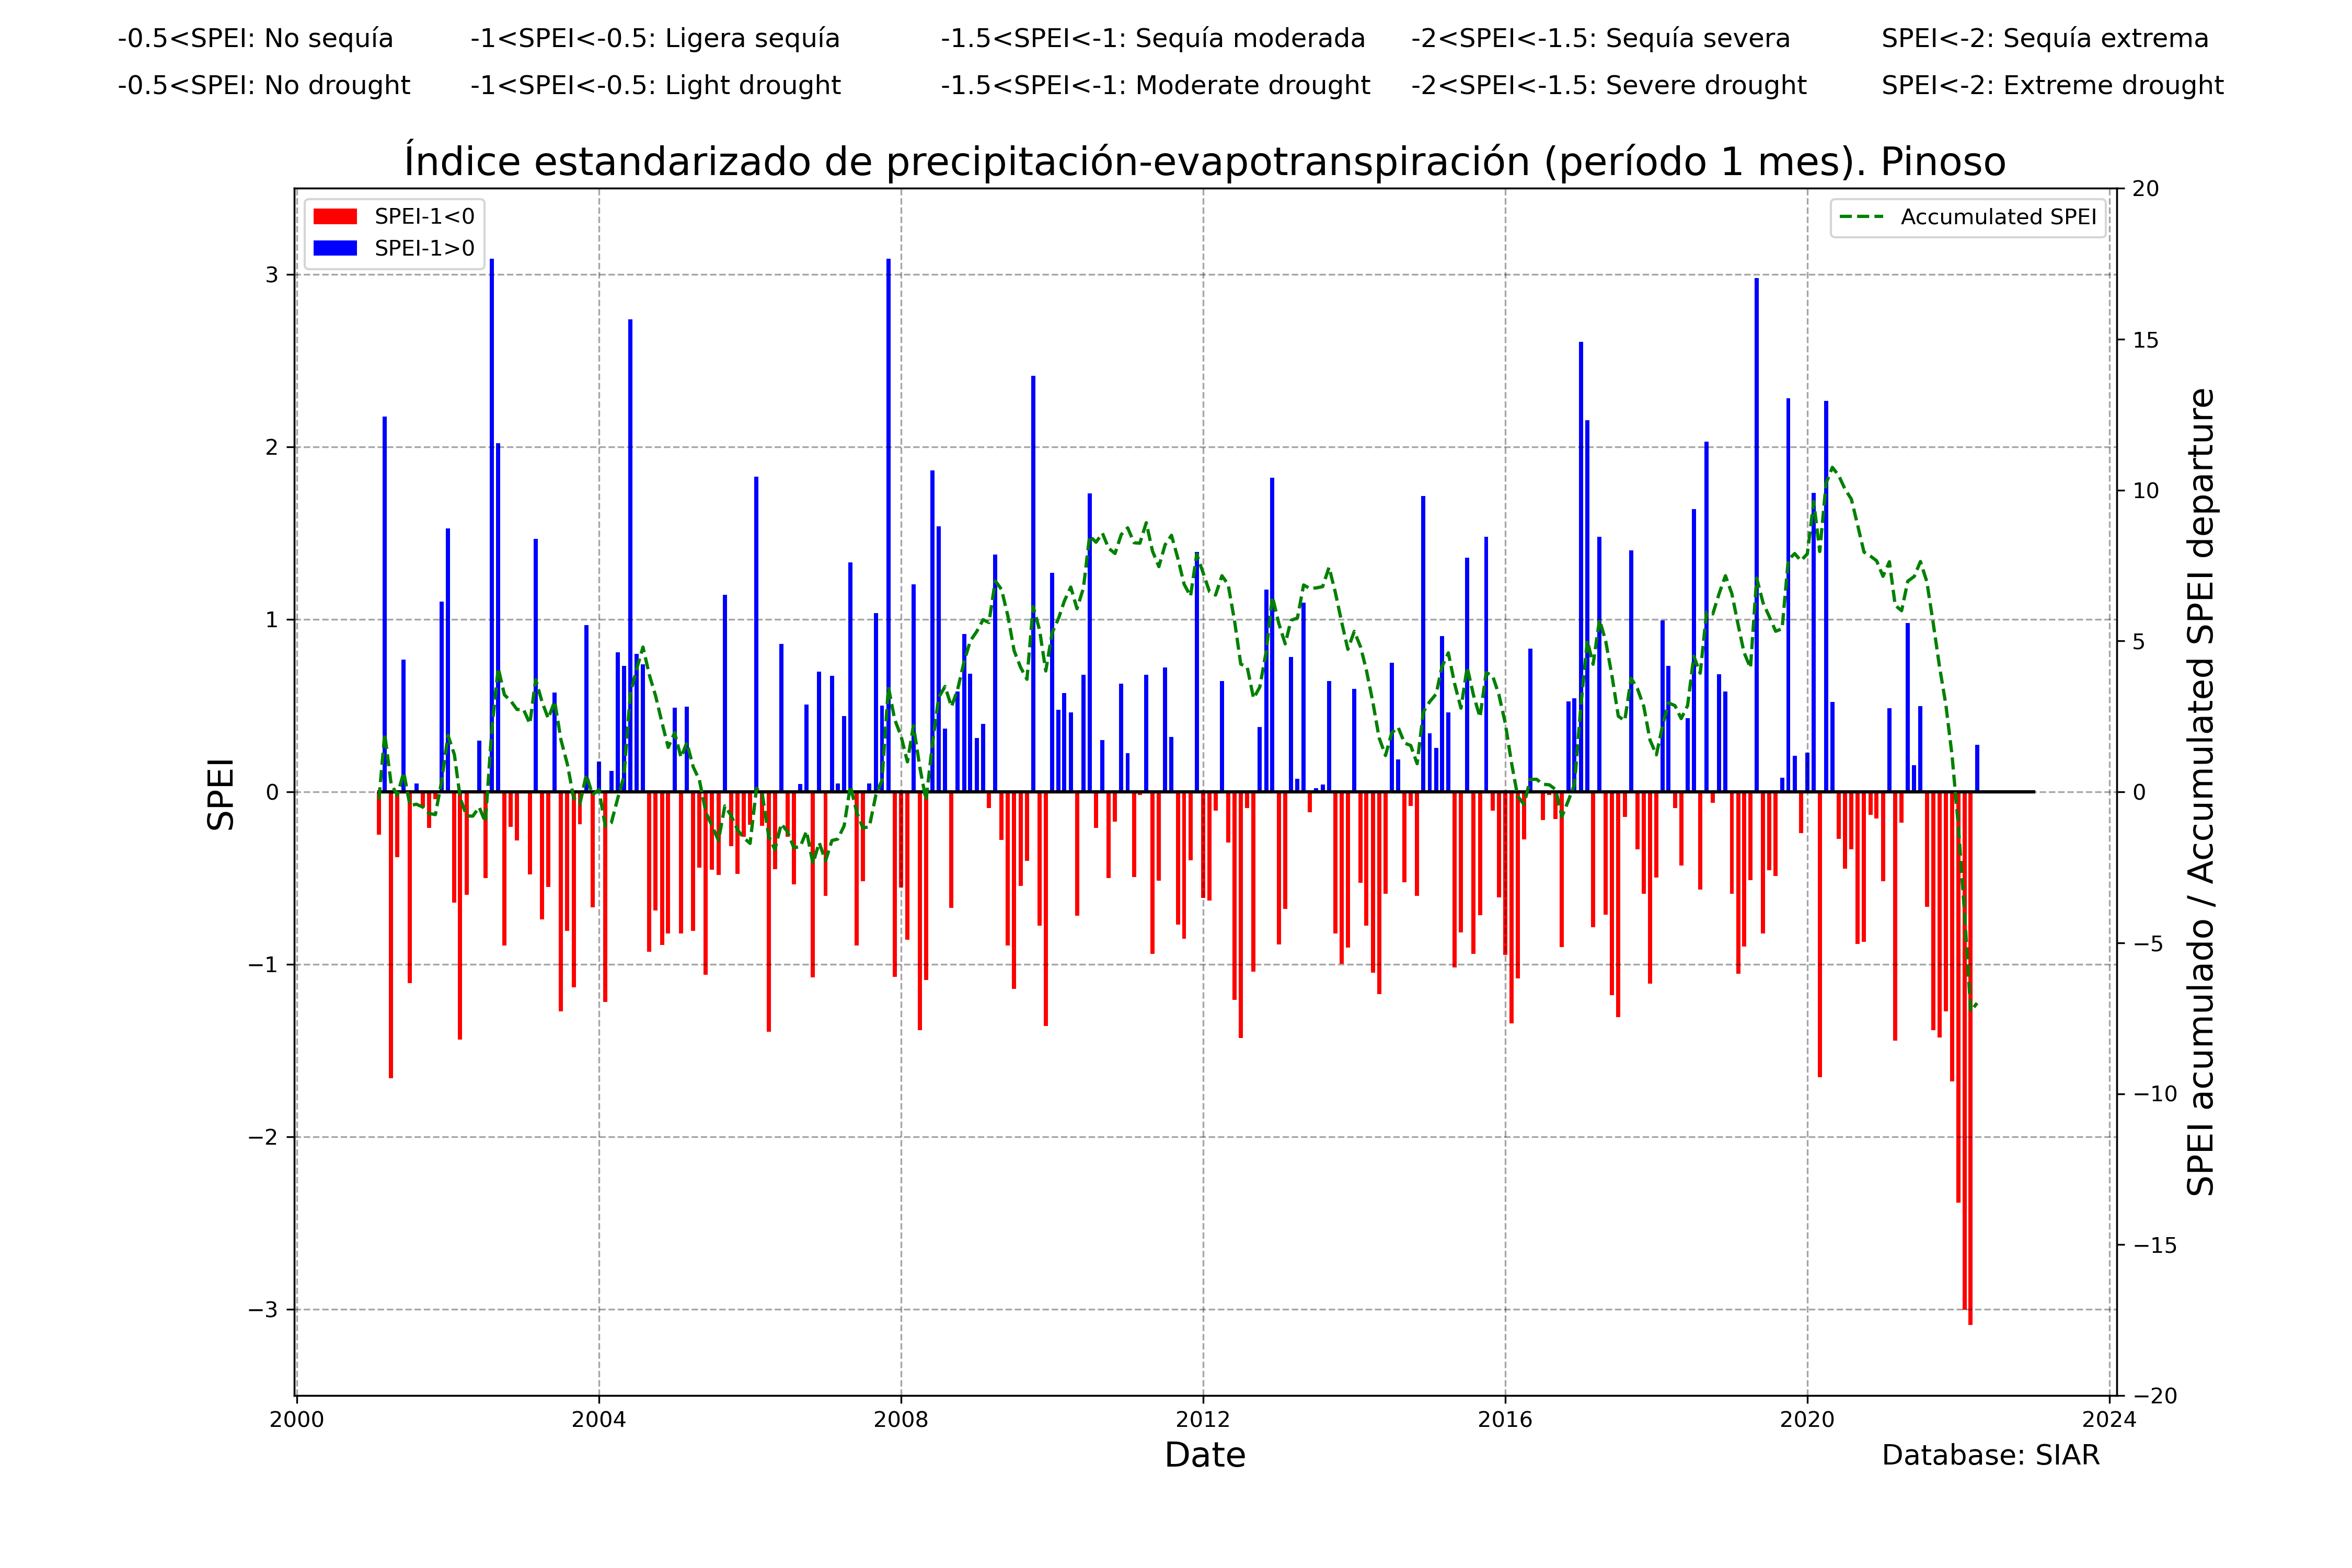 -0.5<SPEI: No sequía -1<SPEI<-0.5: Ligera sequía -1.5<SPEI<-1: Sequía moderada -2<SPEI<-1.5: Sequía severa SPEI<-2: Sequía extrema
-0.5<SPEI: No drought -1<SPEI<-0.5: Light drought -1.5<SPEI<-1: Moderate drought -2<SPEI<-1.5: Severe drought SPEI<-2: Extreme drought
Índice estandarizado de precipitación-evapotranspiración (período 1 mes). Pinoso
SPEI-1<0
SPEI-1>0
Accumulated SPEI
SPEI
3
2
1
0
−1
−2
−3
20
15
10
5
0
−5
−10
−15
−20
SPEI acumulado / Accumulated SPEI departure
2000 2004 2008 2012 2016 2020 2024
Date
Database: SIAR